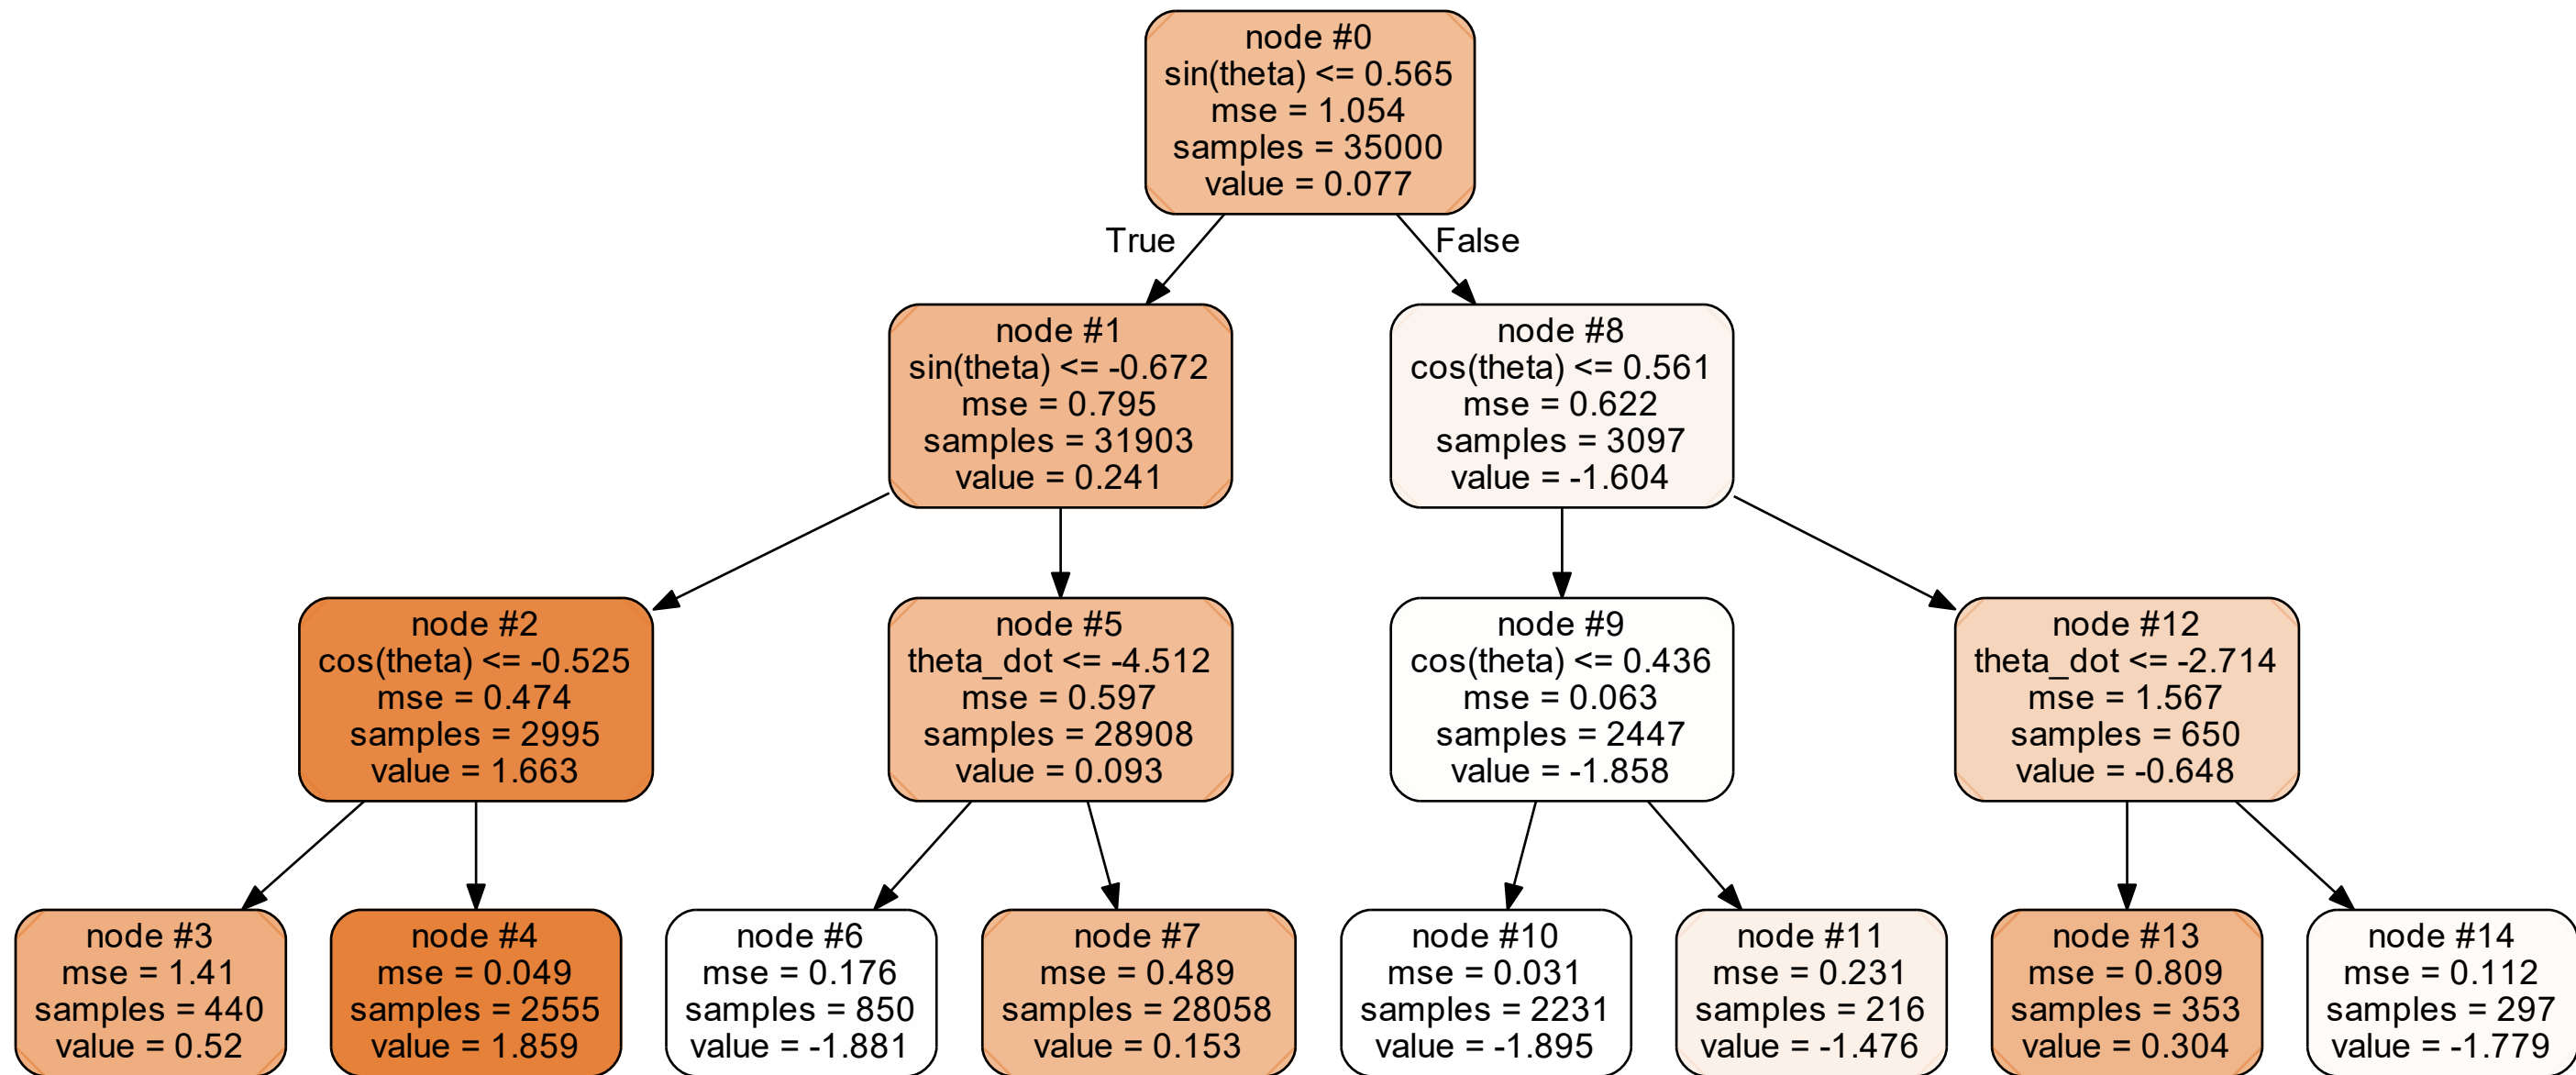 node #0
sin(theta) <= 0.565
mse = 1.054
samples = 35000
value = 0.077
True
False
node #1
sin(theta) <= -0.672
mse = 0.795
samples = 31903
value = 0.241
node #8
cos(theta) <= 0.561
mse = 0.622
samples = 3097
value = -1.604
node #2
cos(theta) <= -0.525
mse = 0.474
samples = 2995
value = 1.663
node #5
theta_dot <= -4.512
mse = 0.597
samples = 28908
value = 0.093
node #9
cos(theta) <= 0.436
mse = 0.063
samples = 2447
value = -1.858
node #12
theta_dot <= -2.714
mse = 1.567
samples = 650
value = -0.648
node #3
mse = 1.41
samples = 440
value = 0.52
node #4
mse = 0.049
samples = 2555
value = 1.859
node #6
mse = 0.176
samples = 850
value = -1.881
node #7
mse = 0.489
samples = 28058
value = 0.153
node #10
mse = 0.031
samples = 2231
value = -1.895
node #11
mse = 0.231
samples = 216
value = -1.476
node #13
mse = 0.809
samples = 353
value = 0.304
node #14
mse = 0.112
samples = 297
value = -1.779